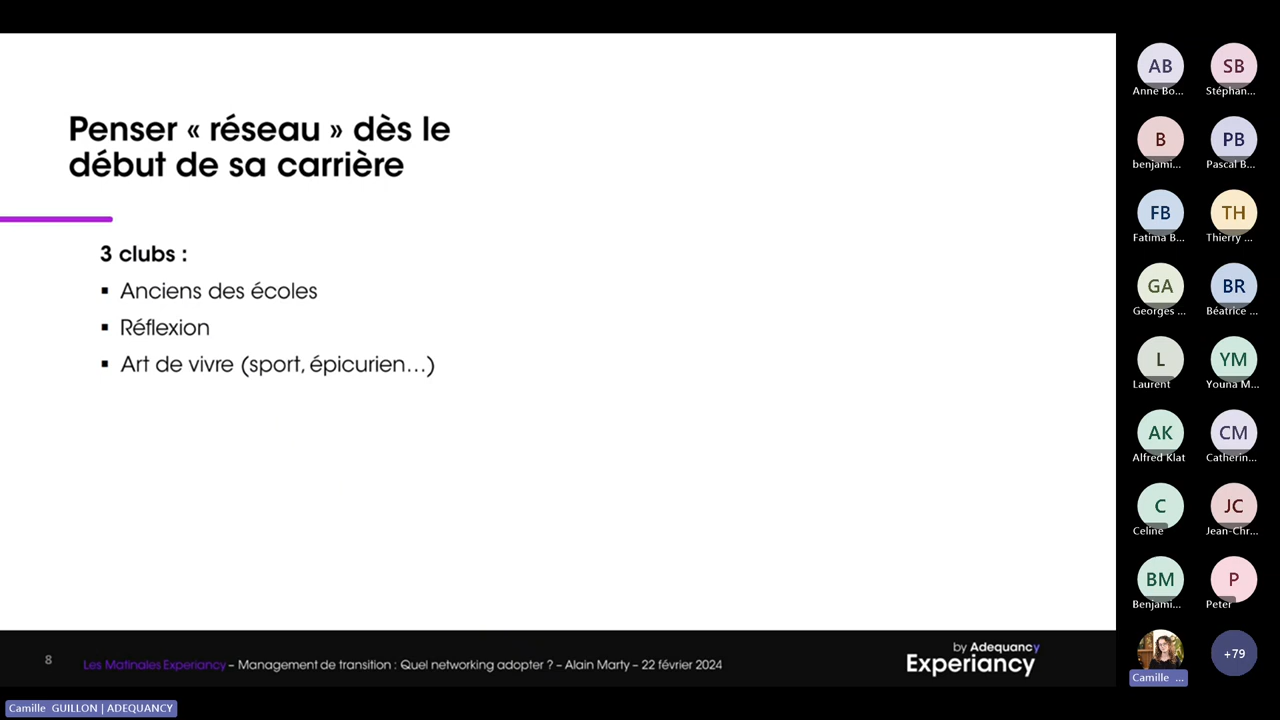 Penser « réseau » dès le
début de sa carrière
3 clubs :
▪ Anciens des écoles
▪ Réflexion
▪ Art de vivre (sport, épicurien...)
8
Les Matinales Experiancy – Management de transition : Quel networking adopter ? – Alain Marty – 22 février 2024
by Adequancy
Experiancy
AB
Anne Bo...
SB
Stéphan...
B
benjami...
PB
Pascal B...
FB
Fatima B...
TH
Thierry ...
GA
Georges ...
BR
Béatrice ...
L
Laurent
YM
Youna M...
AK
Alfred Klat
CM
Catherin...
C
Celine
JC
Jean-Chr...
BM
Benjami...
P
Peter
Camille ...
+79
Camille GUILLON | ADEQUANCY